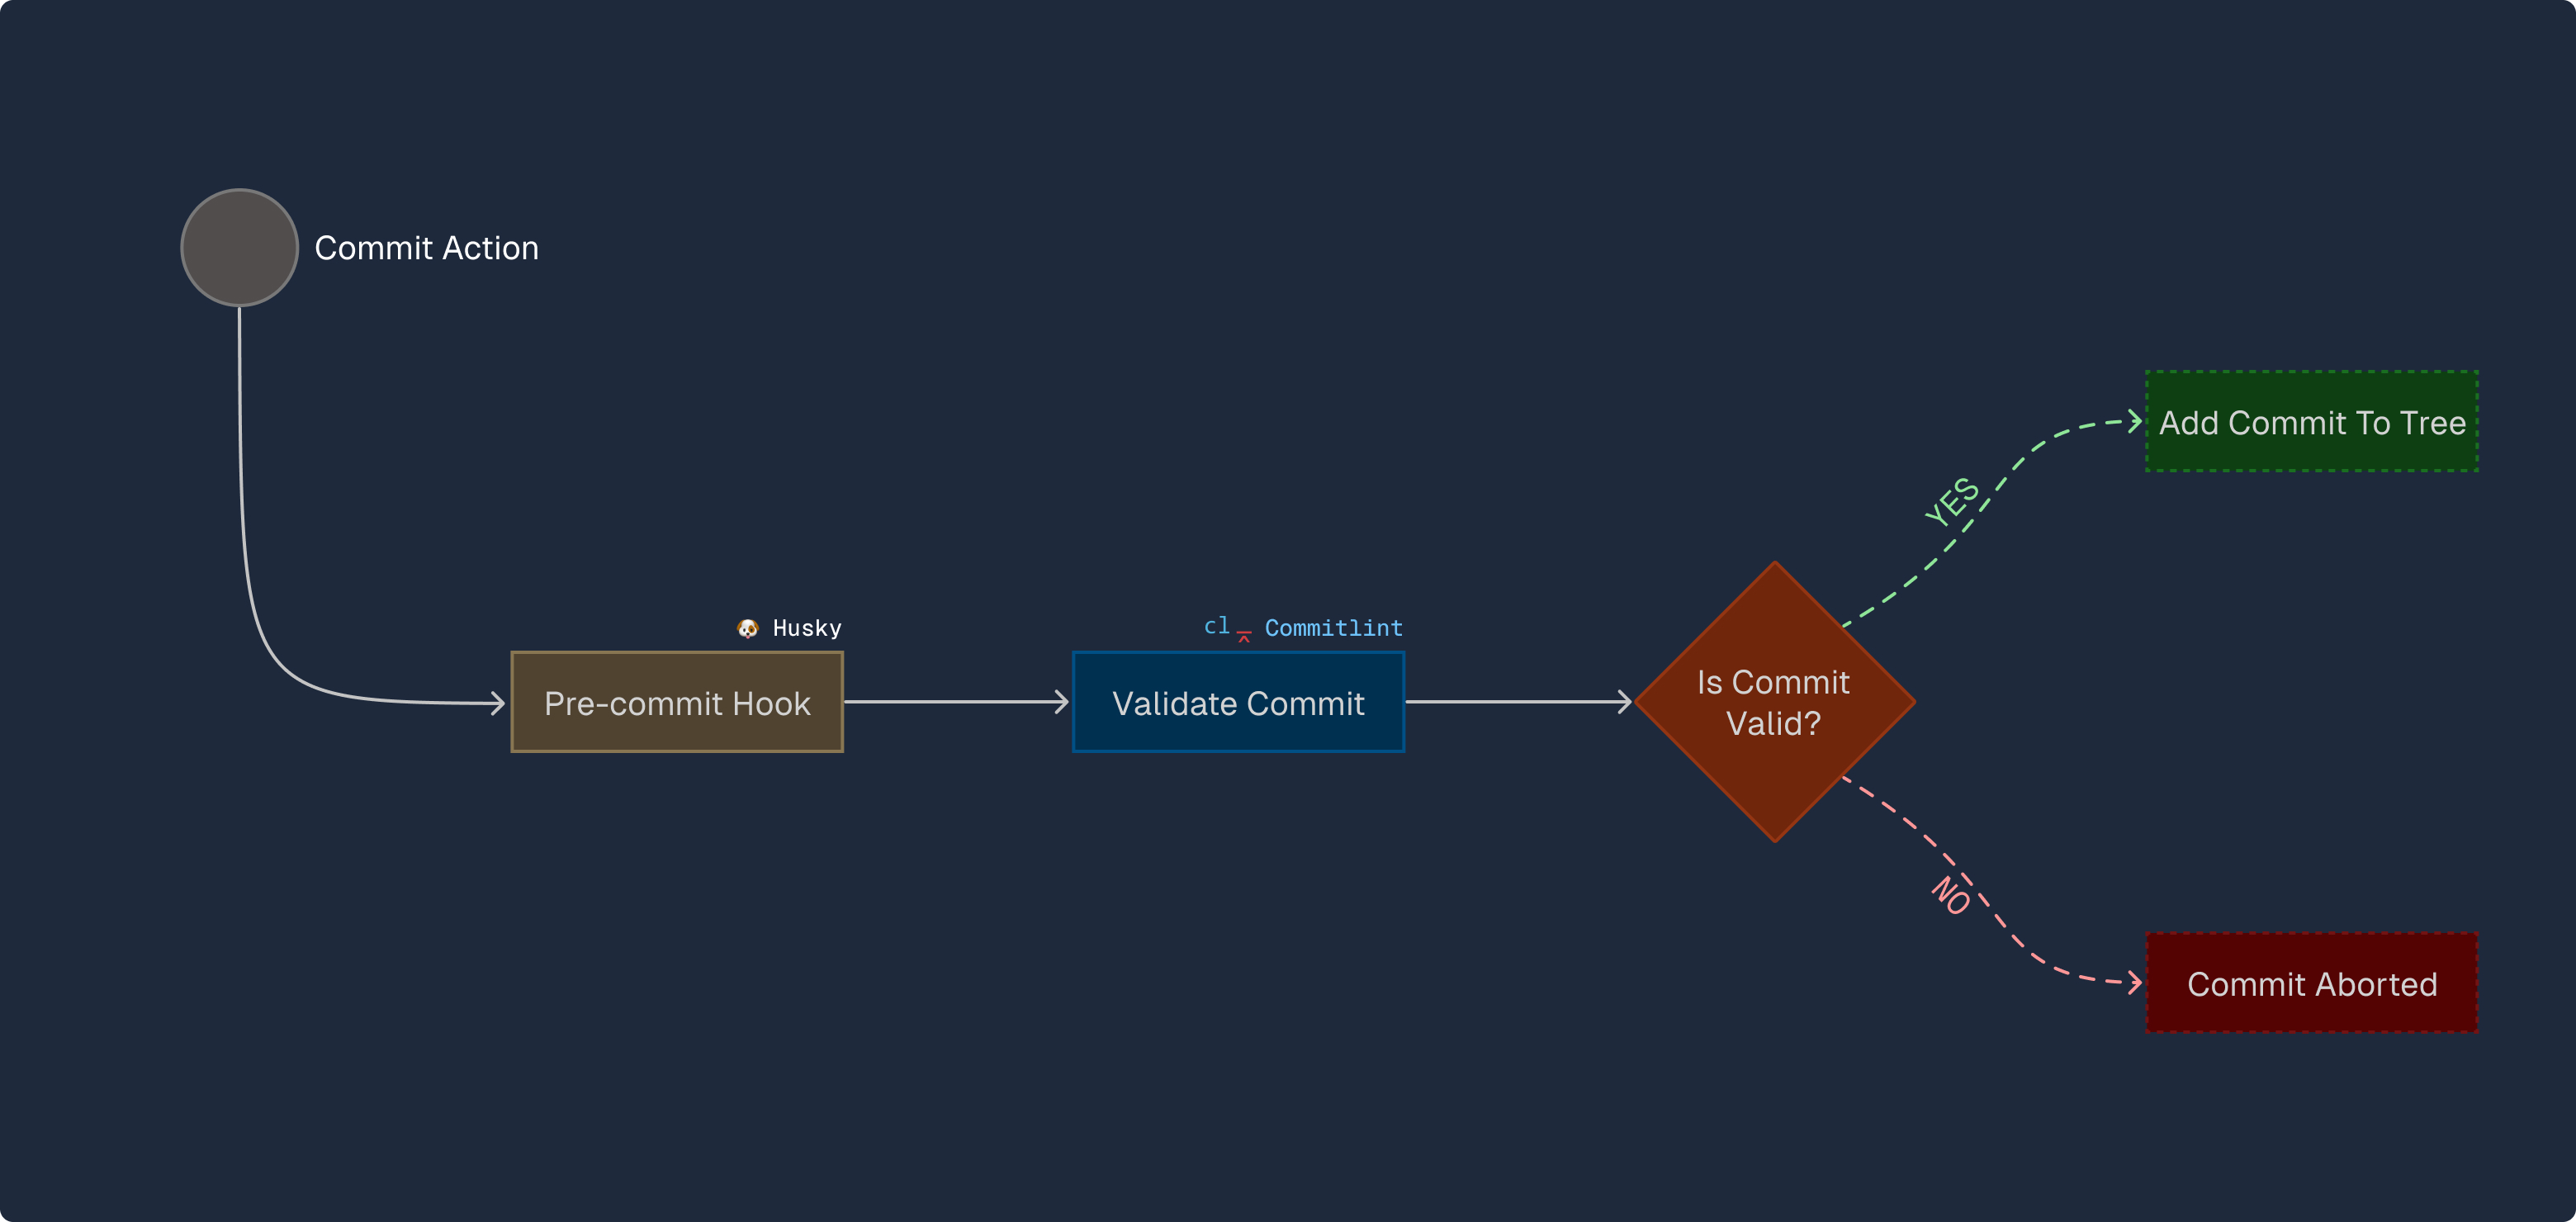 Commit Action
Husky
Pre-commit Hook
cl Commitlint
Validate Commit
Is Commit
Valid?
YES
Add Commit To Tree
NO
Commit Aborted